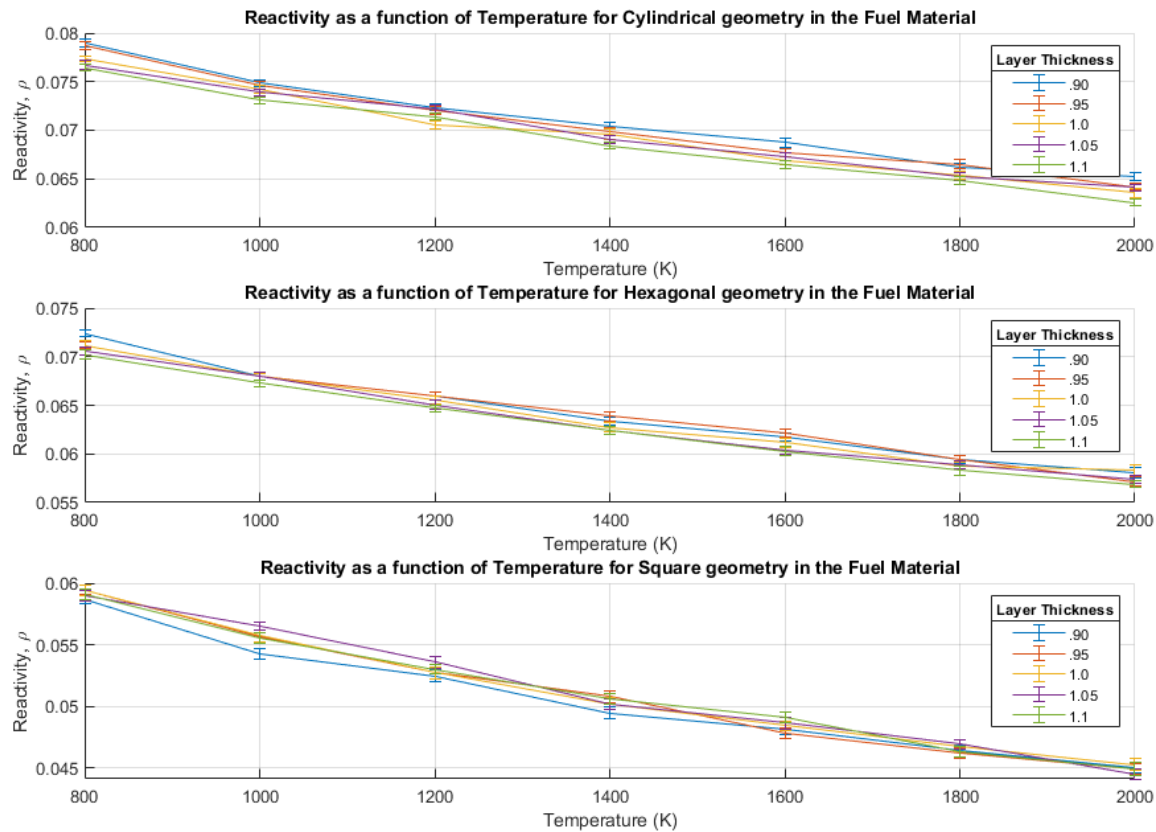 Reactivity as a function of Temperature for Cylindrical geometry in the Fuel Material
0.08
0.075
0.07
0.065
0.06
Reactivity, ρ
800 1000 1200 1400 1600 1800 2000
Temperature (K)
Layer Thickness
.90
.95
1.0
1.05
1.1
Reactivity as a function of Temperature for Hexagonal geometry in the Fuel Material
0.075
0.07
0.065
0.06
0.055
Reactivity, ρ
800 1000 1200 1400 1600 1800 2000
Temperature (K)
Layer Thickness
.90
.95
1.0
1.05
1.1
Reactivity as a function of Temperature for Square geometry in the Fuel Material
0.06
0.055
0.05
0.045
Reactivity, ρ
800 1000 1200 1400 1600 1800 2000
Temperature (K)
Layer Thickness
.90
.95
1.0
1.05
1.1